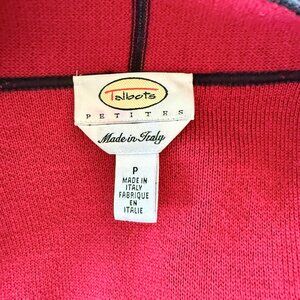 Talbots
PETITES
Made in Italy
P
MADE IN
ITALY
FABRIQUE
EN
ITALIE